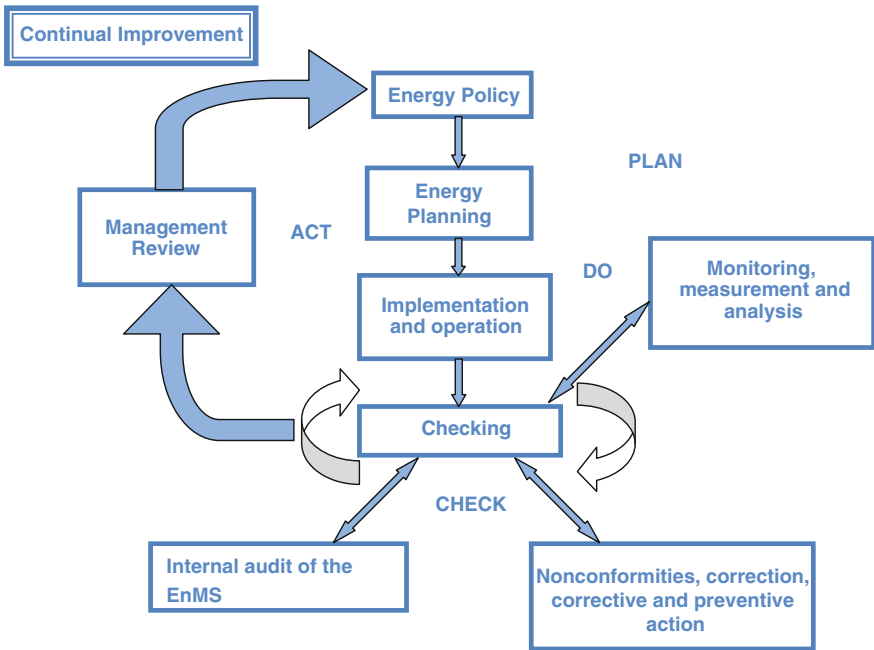 Continual Improvement
Energy Policy
PLAN
Energy
Planning
Management
Review
ACT
DO
Monitoring,
measurement and
analysis
Implementation
and operation
Checking
CHECK
Internal audit of the
EnMS
Nonconformities, correction,
corrective and preventive
action